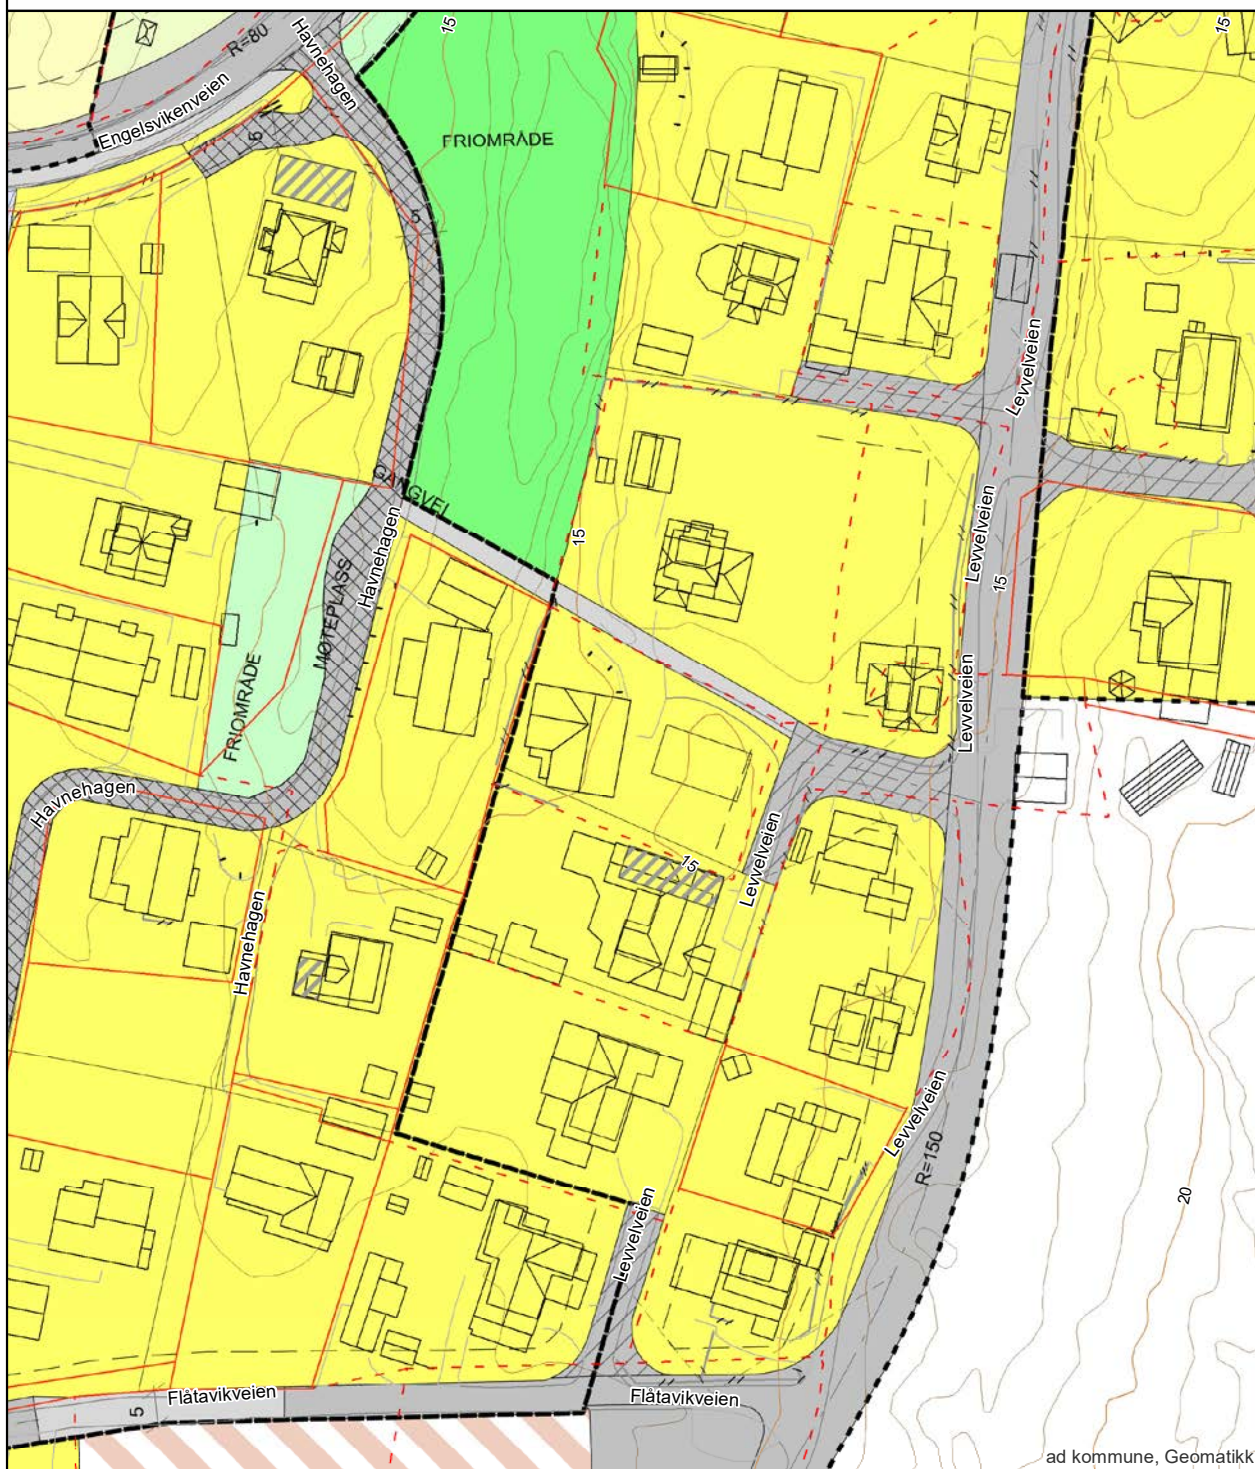 15
15
R=80
Havnehagen
Engelsvikenveien
5
FRIOMRÅDE
5
Levvelveien
GANGVEI
15
Havnehagen
MØTEPLASS
Levvelveien
15
FRIOMRÅDE
Levvelveien
Havnehagen
Levvelveien
15
Havnehagen
Levvelveien
R=150
20
Levvelveien
Flåtavikveien
Flåtavikveien
5
ad kommune, Geomatikk